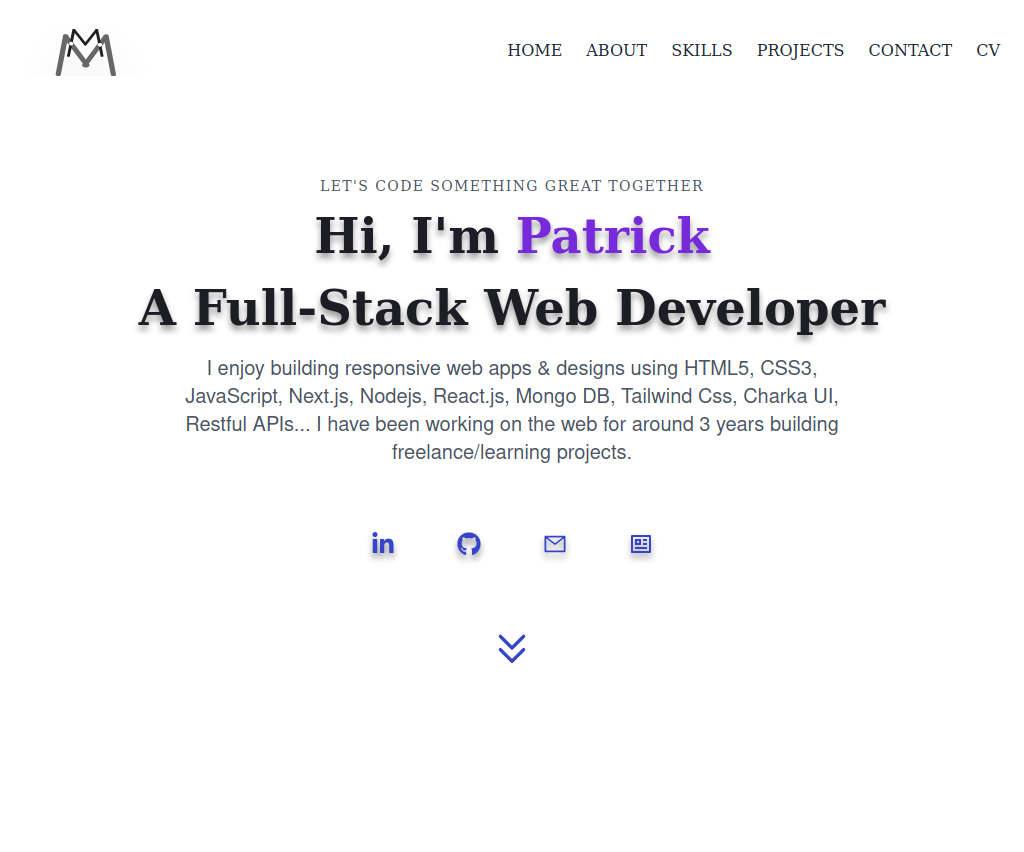 HOME ABOUT SKILLS PROJECTS CONTACT CV
LET'S CODE SOMETHING GREAT TOGETHER
Hi, I'm Patrick
A Full-Stack Web Developer
I enjoy building responsive web apps & designs using HTML5, CSS3,
JavaScript, Next.js, Nodejs, React.js, Mongo DB, Tailwind Css, Charka UI,
Restful APIs... I have been working on the web for around 3 years building
freelance/learning projects.
in